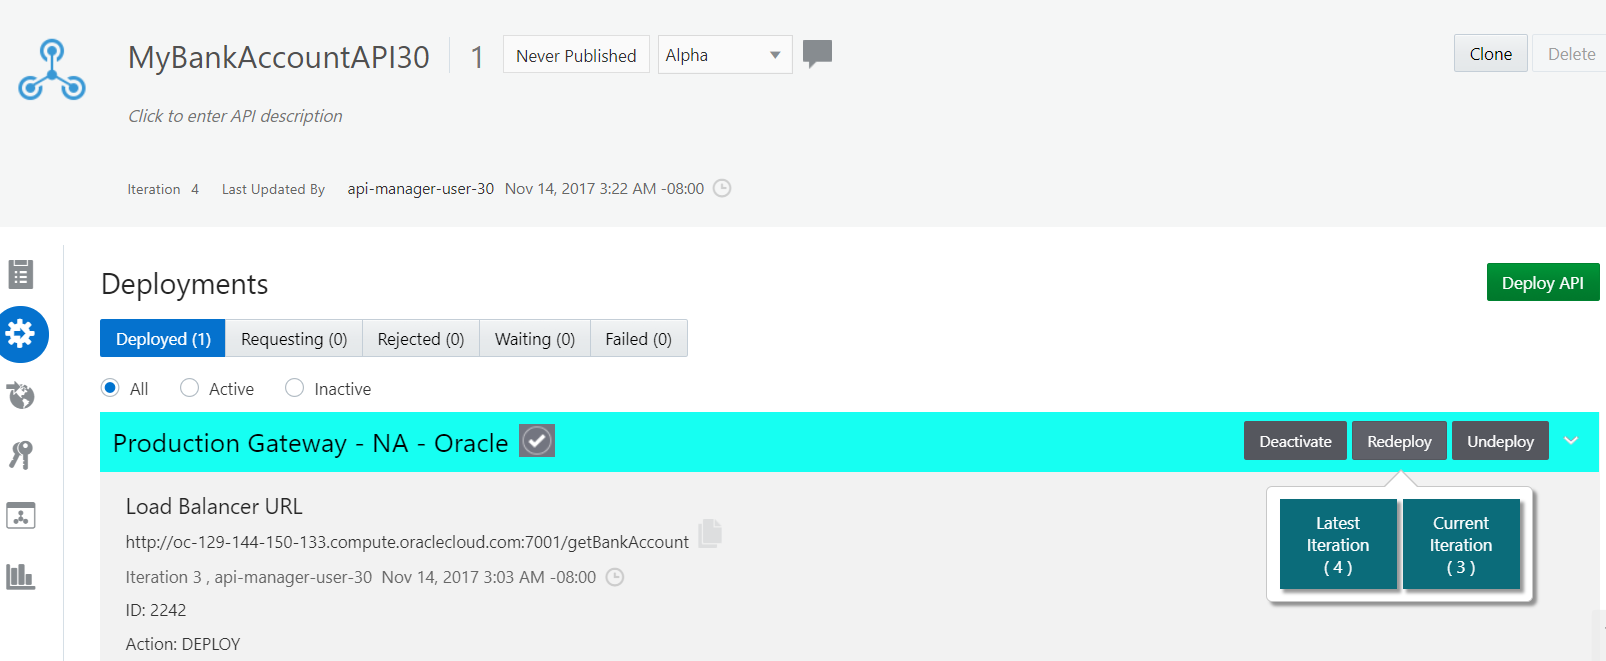 MyBankAccountAPI30 1 Never Published Alpha Clone Delete
Click to enter API description
Iteration 4 Last Updated By api-manager-user-30 Nov 14, 2017 3:22 AM -08:00
Deployments Deploy API
Deployed (1) Requesting (0) Rejected (0) Waiting (0) Failed (0)
All Active Inactive
Production Gateway - NA - Oracle Deactivate Redeploy Undeploy
Load Balancer URL
http://oc-129-144-150-133.compute.oraclecloud.com:7001/getBankAccount
Iteration 3 , api-manager-user-30 Nov 14, 2017 3:03 AM -08:00
ID: 2242
Action: DEPLOY
Latest
Iteration
( 4 )
Current
Iteration
( 3 )